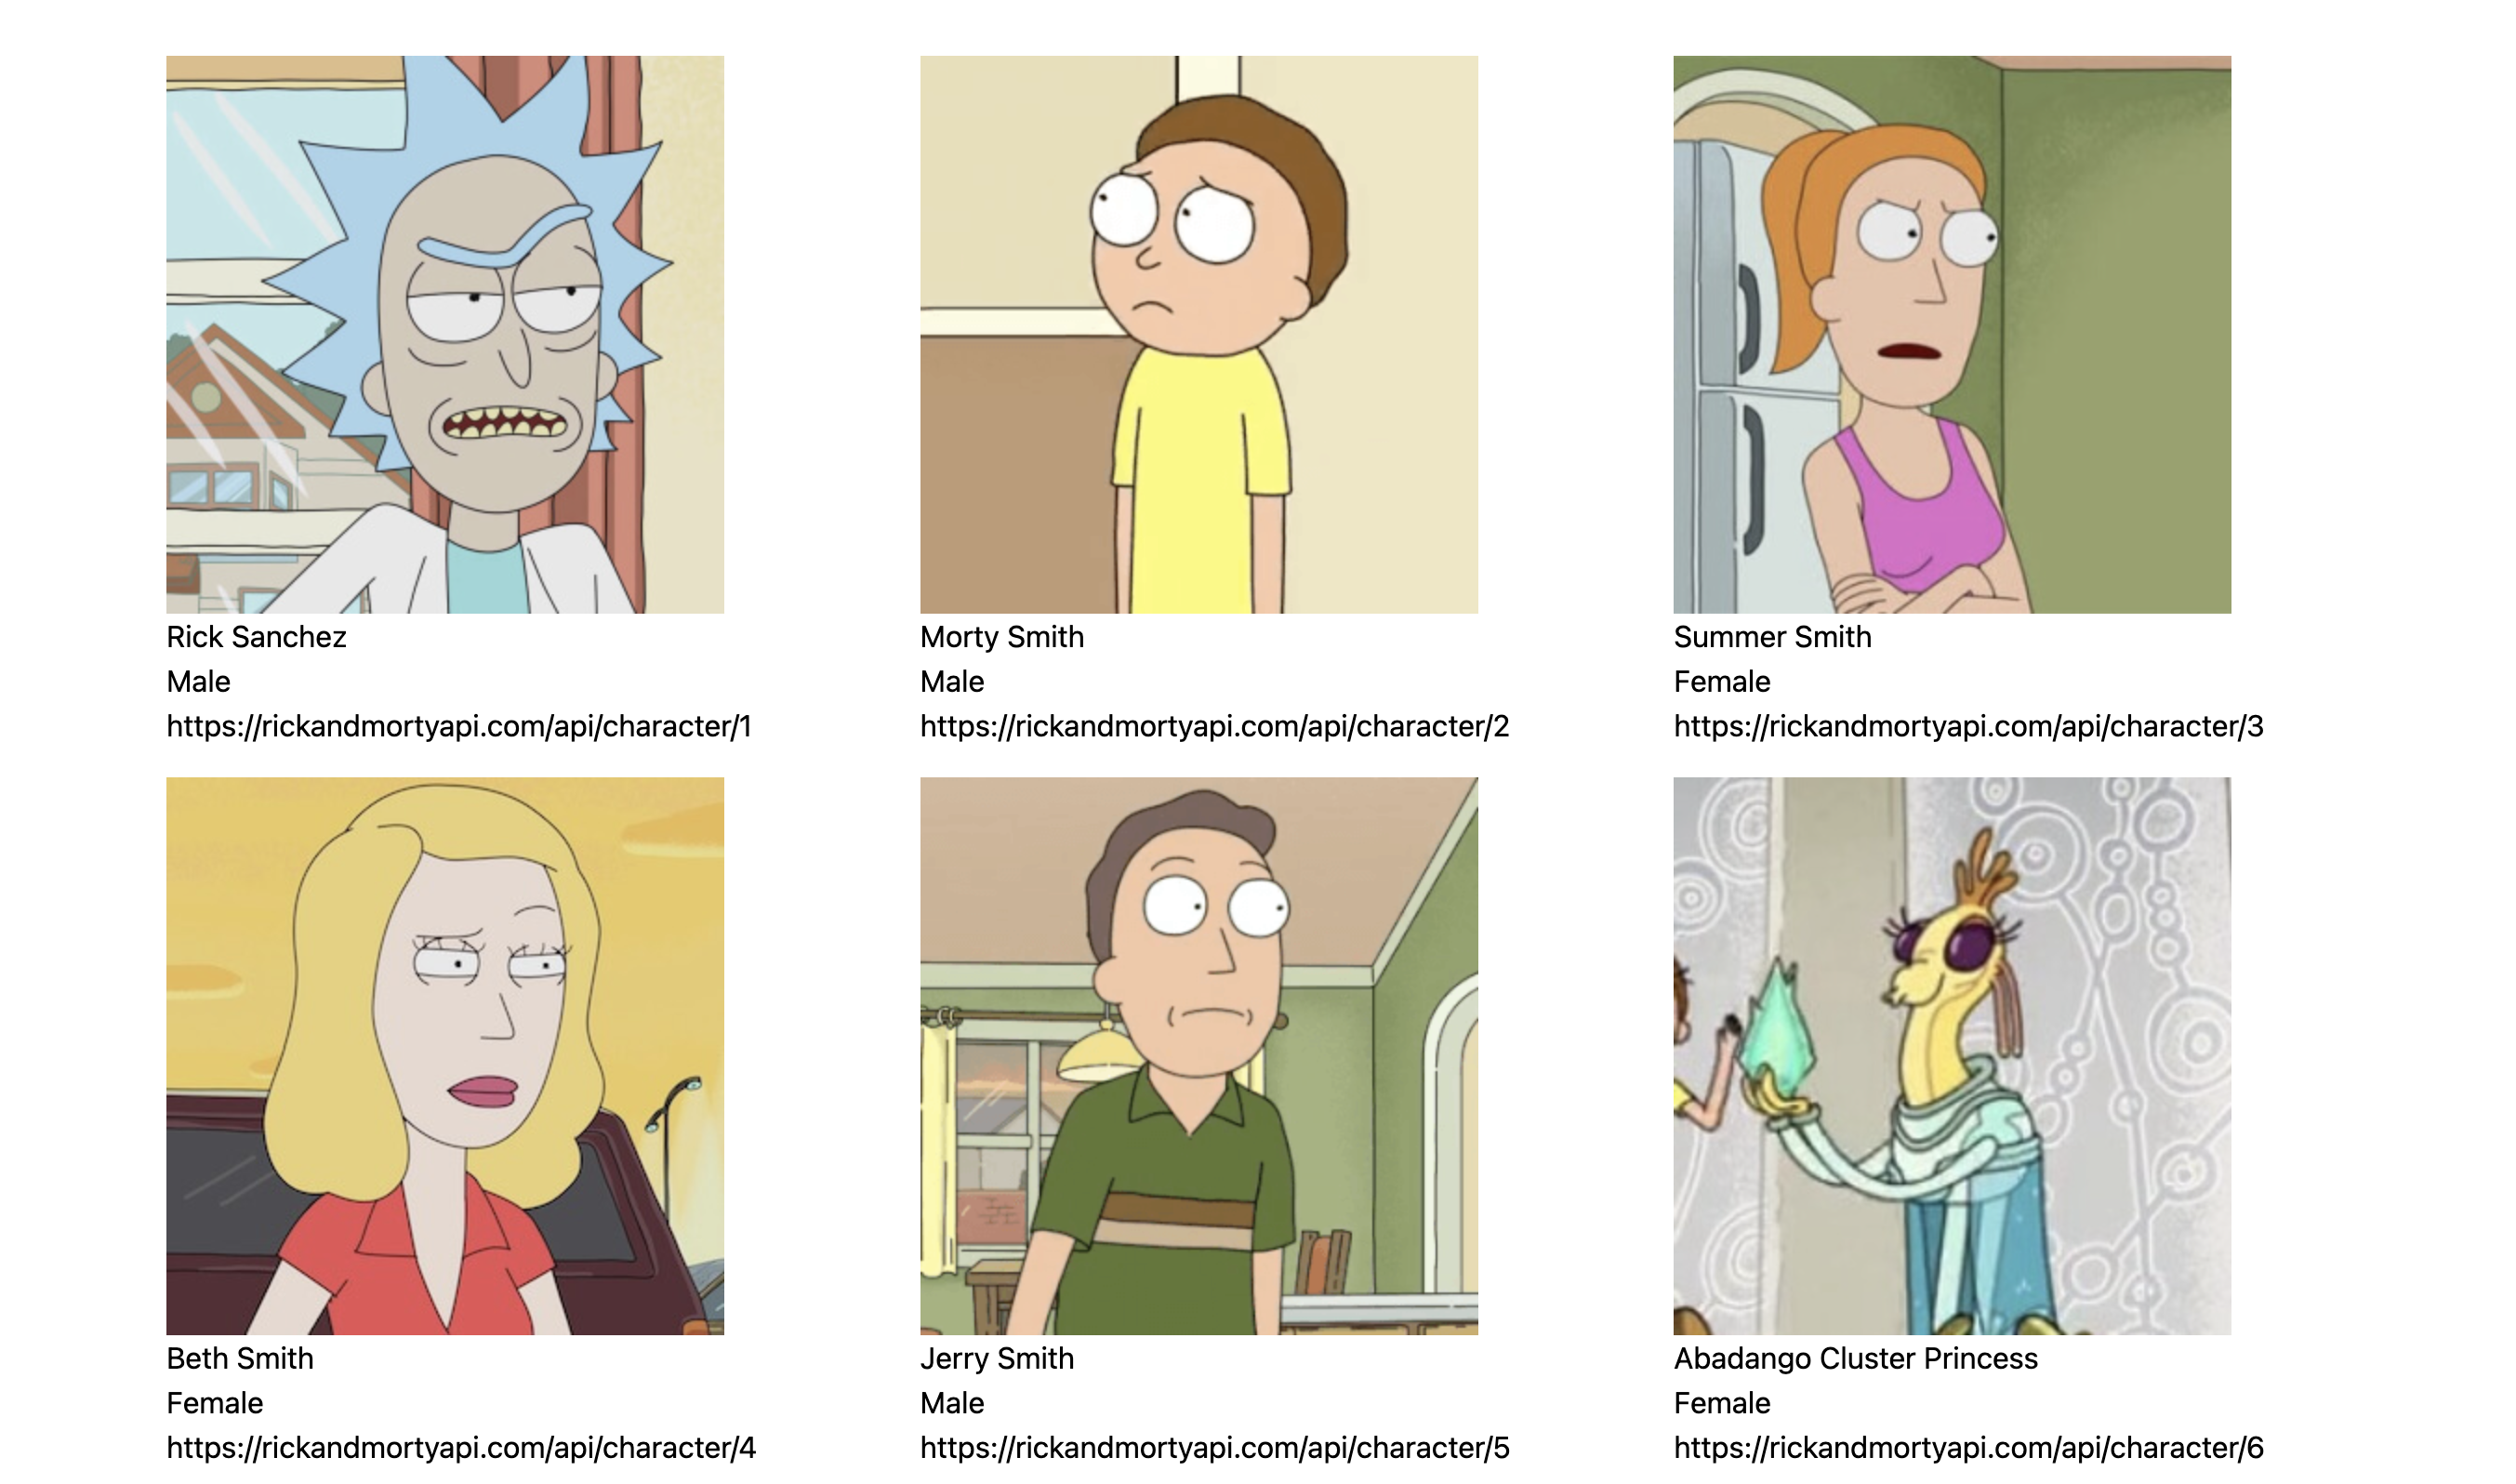 Rick Sanchez
Male
https://rickandmortyapi.com/api/character/1
Morty Smith
Male
https://rickandmortyapi.com/api/character/2
Summer Smith
Female
https://rickandmortyapi.com/api/character/3
Beth Smith
Female
https://rickandmortyapi.com/api/character/4
Jerry Smith
Male
https://rickandmortyapi.com/api/character/5
Abadango Cluster Princess
Female
https://rickandmortyapi.com/api/character/6